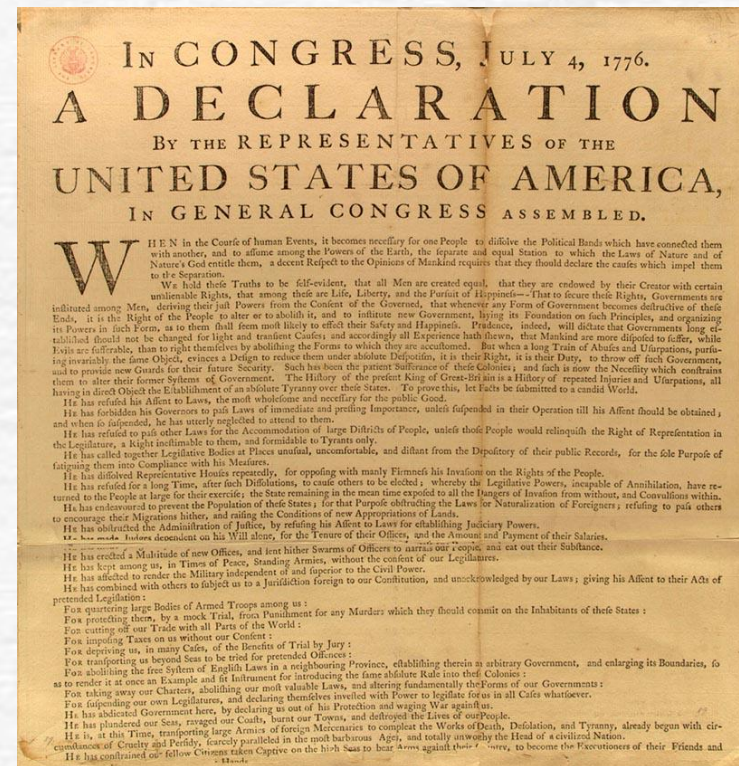 IN CONGRESS, JULY 4, 1776.
A DECLARATION
BY THE REPRESENTATIVES OF THE
UNITED STATES OF AMERICA,
IN GENERAL CONGRESS ASSEMBLED.
WHEN in the Courſe of human Events, it becomes neceſſary for one People to diſſolve the Political Bands which have connected them
with another, and to aſſume among the Powers of the Earth, the ſeparate and equal Station to which the Laws of Nature and of
Nature's God entitle them, a decent Reſpect to the Opinions of Mankind requires that they ſhould declare the cauſes which impel them
to the Separation.
WE hold theſe Truths to be ſelf-evident, that all Men are created equal, that they are endowed by their Creator with certain
unalienable Rights, that among theſe are Life, Liberty, and the Purſuit of Happineſs—-That to ſecure theſe Rights, Governments are
inſtituted among Men, deriving their juſt Powers from the Conſent of the Governed, that whenever any Form of Government becomes deſtructive of theſe
Ends, it is the Right of the People to alter or to aboliſh it, and to inſtitute new Government, laying its Foundation on ſuch Principles, and organizing
its Powers in ſuch Form, as to them ſhall ſeem moſt likely to effect their Safety and Happineſs. Prudence, indeed, will dictate that Governments long eſ-
tabliſhed ſhould not be changed for light and tranſient Cauſes; and accordingly all Experience hath ſhewn, that Mankind are more diſpoſed to ſuffer, while
Evils are ſufferable, than to right themſelves by aboliſhing the Forms to which they are accuſtomed. But when a long Train of Abuſes and Uſurpations, purſu-
ing invariably the ſame Object, evinces a Deſign to reduce them under abſolute Deſpotiſm, it is their Right, it is their Duty, to throw off ſuch Government,
and to provide new Guards for their future Security. Such has been the patient Sufferance of theſe Colonies; and ſuch is now the Neceſſity which conſtrains
them to alter their former Syſtems of Government. The Hiſtory of the preſent King of Great-Britain is a Hiſtory of repeated Injuries and Uſurpations, all
having in direct Object the Eſtabliſhment of an abſolute Tyranny over theſe States. To prove this, let Facts be ſubmitted to a candid World.
HE has refuſed his Aſſent to Laws, the moſt wholeſome and neceſſary for the public Good.
HE has forbidden his Governors to paſs Laws of immediate and preſſing Importance, unleſs ſuſpended in their Operation till his Aſſent ſhould be obtained;
and when ſo ſuſpended, he has utterly neglected to attend to them.
HE has refuſed to paſs other Laws for the Accommodation of large Diſtricts of People, unleſs thoſe People would relinquiſh the Right of Repreſentation in
the Legiſlature, a Right ineſtimable to them, and formidable to Tyrants only.
HE has called together Legiſlative Bodies at Places unuſual, uncomfortable, and diſtant from the Depoſitory of their public Records, for the ſole Purpoſe of
fatiguing them into Compliance with his Meaſures.
HE has diſſolved Repreſentative Houſes repeatedly, for oppoſing with manly Firmneſs his Invaſions on the Rights of the People.
HE has refuſed for a long Time, after ſuch Diſſolutions, to cauſe others to be elected; whereby the Legiſlative Powers, incapable of Annihilation, have re-
turned to the People at large for their exerciſe; the State remaining in the mean time expoſed to all the Dangers of Invaſion from without, and Convulſions within.
HE has endeavoured to prevent the Population of theſe States; for that Purpoſe obſtructing the Laws for Naturalization of Foreigners; refuſing to paſs others
to encourage their Migrations hither, and raiſing the Conditions of new Appropriations of Lands.
HE has obſtructed the Adminiſtration of Juſtice, by refuſing his Aſſent to Laws for eſtabliſhing Judiciary Powers.
HE has made Judges dependent on his Will alone, for the Tenure of their Offices, and the Amount and Payment of their Salaries.
HE has erected a Multitude of new Offices, and ſent hither Swarms of Officers to harraſs our People, and eat out their Subſtance.
HE has kept among us, in Times of Peace, Standing Armies, without the conſent of our Legiſlatures.
HE has affected to render the Military independent of and ſuperior to the Civil Power.
HE has combined with others to ſubject us to a Juriſdiction foreign to our Conſtitution, and unacknowledged by our Laws; giving his Aſſent to their Acts of
pretended Legiſlation:
FOR quartering large Bodies of Armed Troops among us:
FOR protecting them, by a mock Trial, from Puniſhment for any Murders which they ſhould commit on the Inhabitants of theſe States:
FOR cutting off our Trade with all Parts of the World:
FOR impoſing Taxes on us without our Conſent:
FOR depriving us, in many Caſes, of the Benefits of Trial by Jury:
FOR tranſporting us beyond Seas to be tried for pretended Offences:
FOR aboliſhing the free Syſtem of Engliſh Laws in a neighbouring Province, eſtabliſhing therein an arbitrary Government, and enlarging its Boundaries, ſo
as to render it at once an Example and fit Inſtrument for introducing the ſame abſolute Rule into theſe Colonies:
FOR taking away our Charters, aboliſhing our moſt valuable Laws, and altering fundamentally the Forms of our Governments:
FOR ſuſpending our own Legiſlatures, and declaring themſelves inveſted with Power to legiſlate for us in all Caſes whatſoever.
HE has abdicated Government here, by declaring us out of his Protection and waging War againſt us.
HE has plundered our Seas, ravaged our Coaſts, burnt our Towns, and deſtroyed the Lives of our People.
HE is, at this Time, tranſporting large Armies of foreign Mercenaries to compleat the Works of Death, Deſolation, and Tyranny, already begun with cir-
cumſtances of Cruelty and Perfidy, ſcarcely paralleled in the moſt barbarous Ages, and totally unworthy the Head of a civilized Nation.
HE has conſtrained our fellow Citizens taken Captive on the high Seas to bear Arms againſt their Country, to become the Executioners of their Friends and